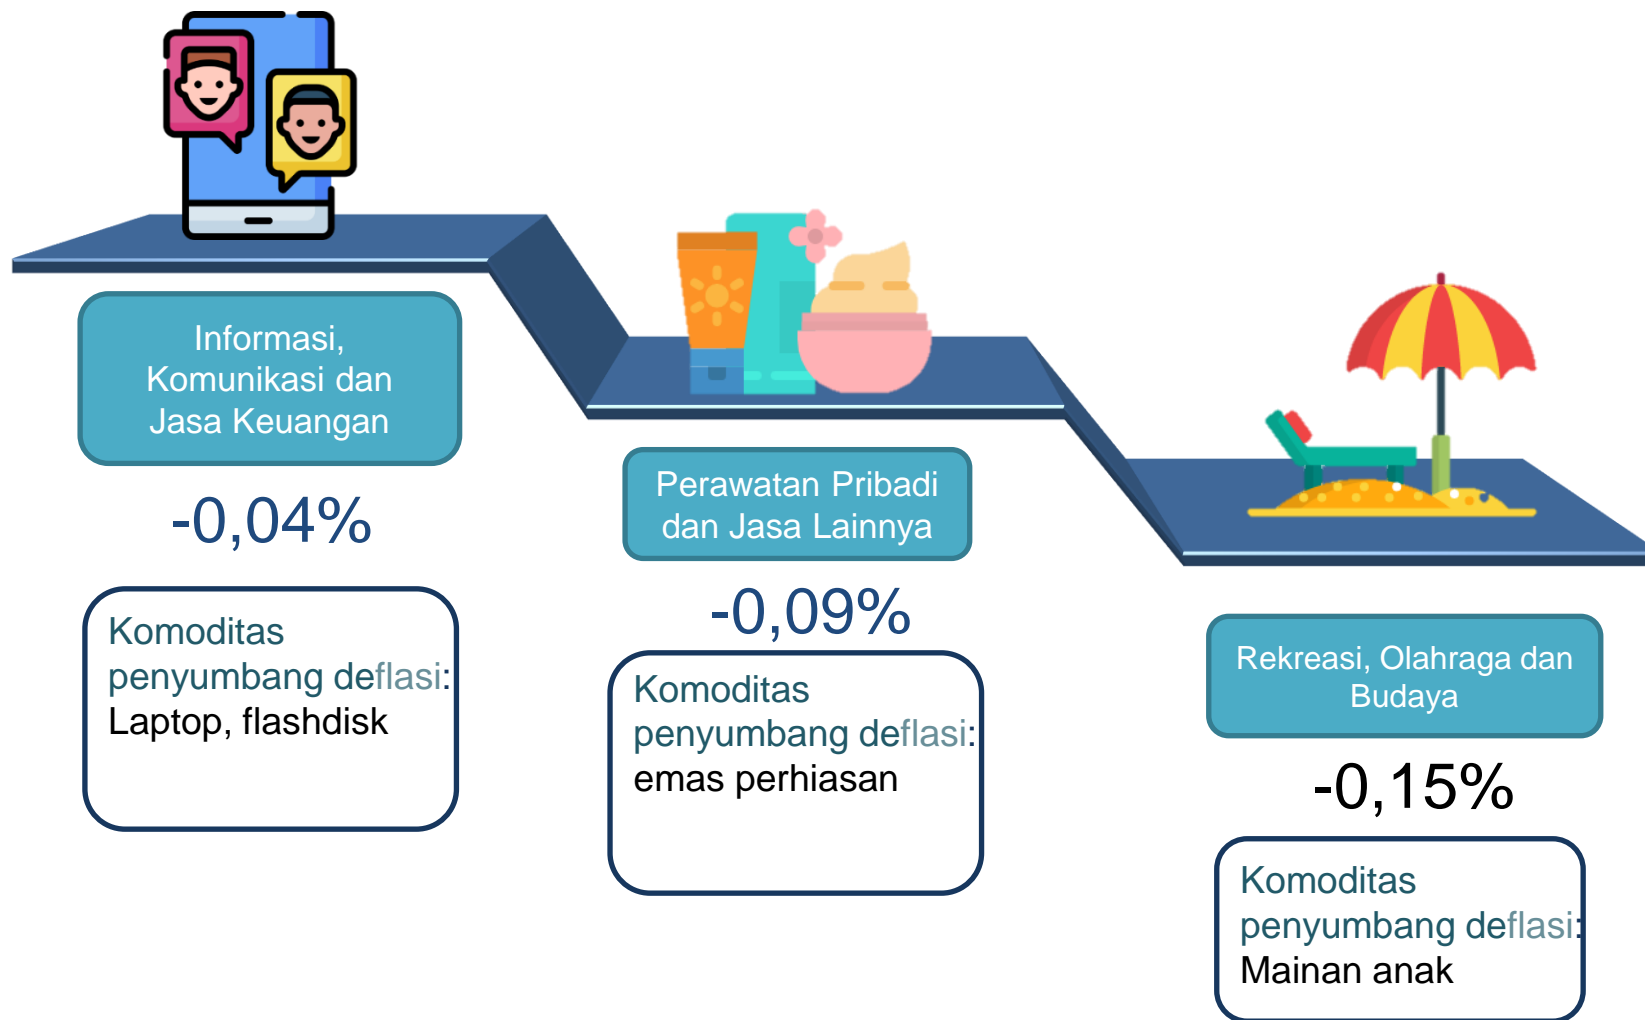 Informasi,
Komunikasi dan
Jasa Keuangan
-0,04%
Komoditas
penyumbang deflasi:
Laptop, flashdisk
Perawatan Pribadi
dan Jasa Lainnya
-0,09%
Komoditas
penyumbang deflasi:
emas perhiasan
Rekreasi, Olahraga dan
Budaya
-0,15%
Komoditas
penyumbang deflasi:
Mainan anak